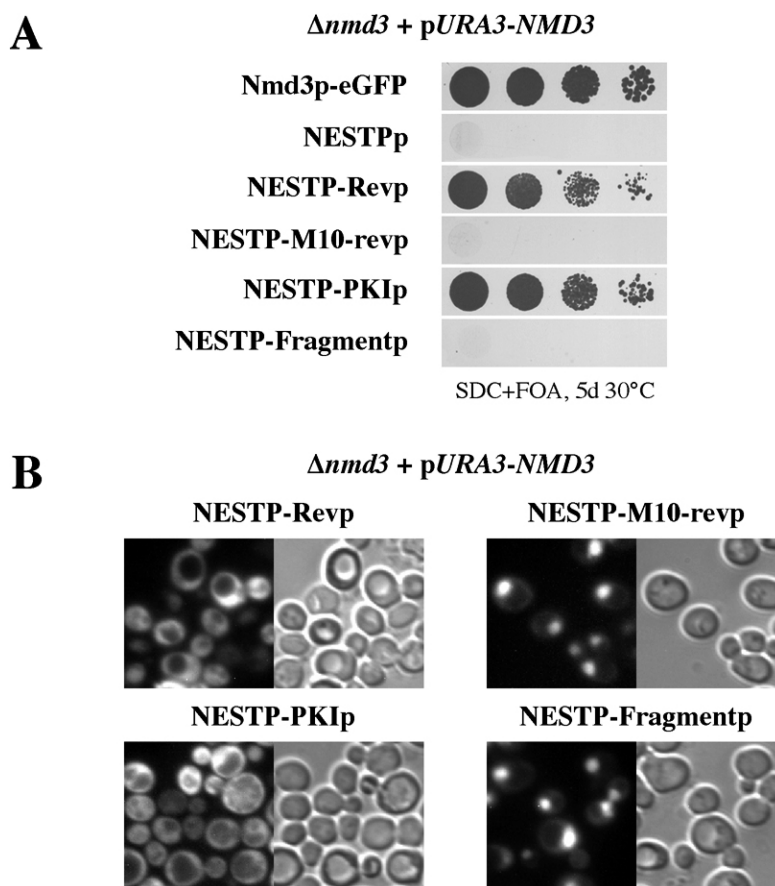 A
Δnmd3 + pURA3-NMD3
Nmd3p-eGFP
NESTPp
NESTP-Revp
NESTP-M10-revp
NESTP-PKIp
NESTP-Fragmentp
SDC+FOA, 5d 30°C
B
Δnmd3 + pURA3-NMD3
NESTP-Revp NESTP-M10-revp
NESTP-PKIp NESTP-Fragmentp